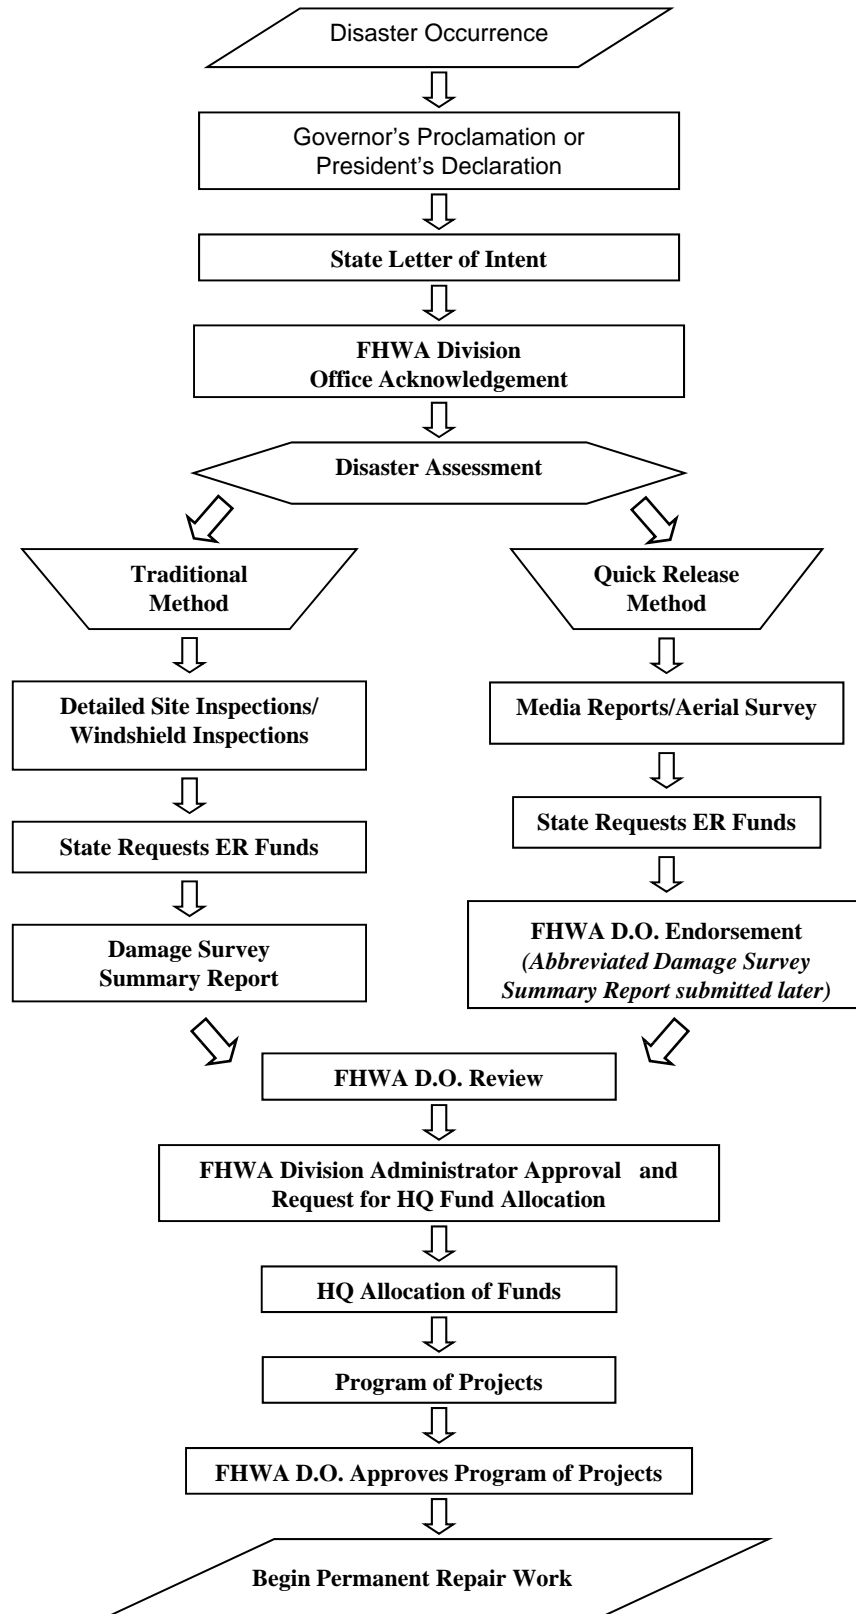 Disaster Occurrence
Governor’s Proclamation or
President’s Declaration
State Letter of Intent
FHWA Division
Office Acknowledgement
Disaster Assessment
Traditional
Method
Quick Release
Method
Detailed Site Inspections/
Windshield Inspections
Media Reports/Aerial Survey
State Requests ER Funds
State Requests ER Funds
Damage Survey
Summary Report
FHWA D.O. Endorsement
(Abbreviated Damage Survey
Summary Report submitted later)
FHWA D.O. Review
FHWA Division Administrator Approval and
Request for HQ Fund Allocation
HQ Allocation of Funds
Program of Projects
FHWA D.O. Approves Program of Projects
Begin Permanent Repair Work